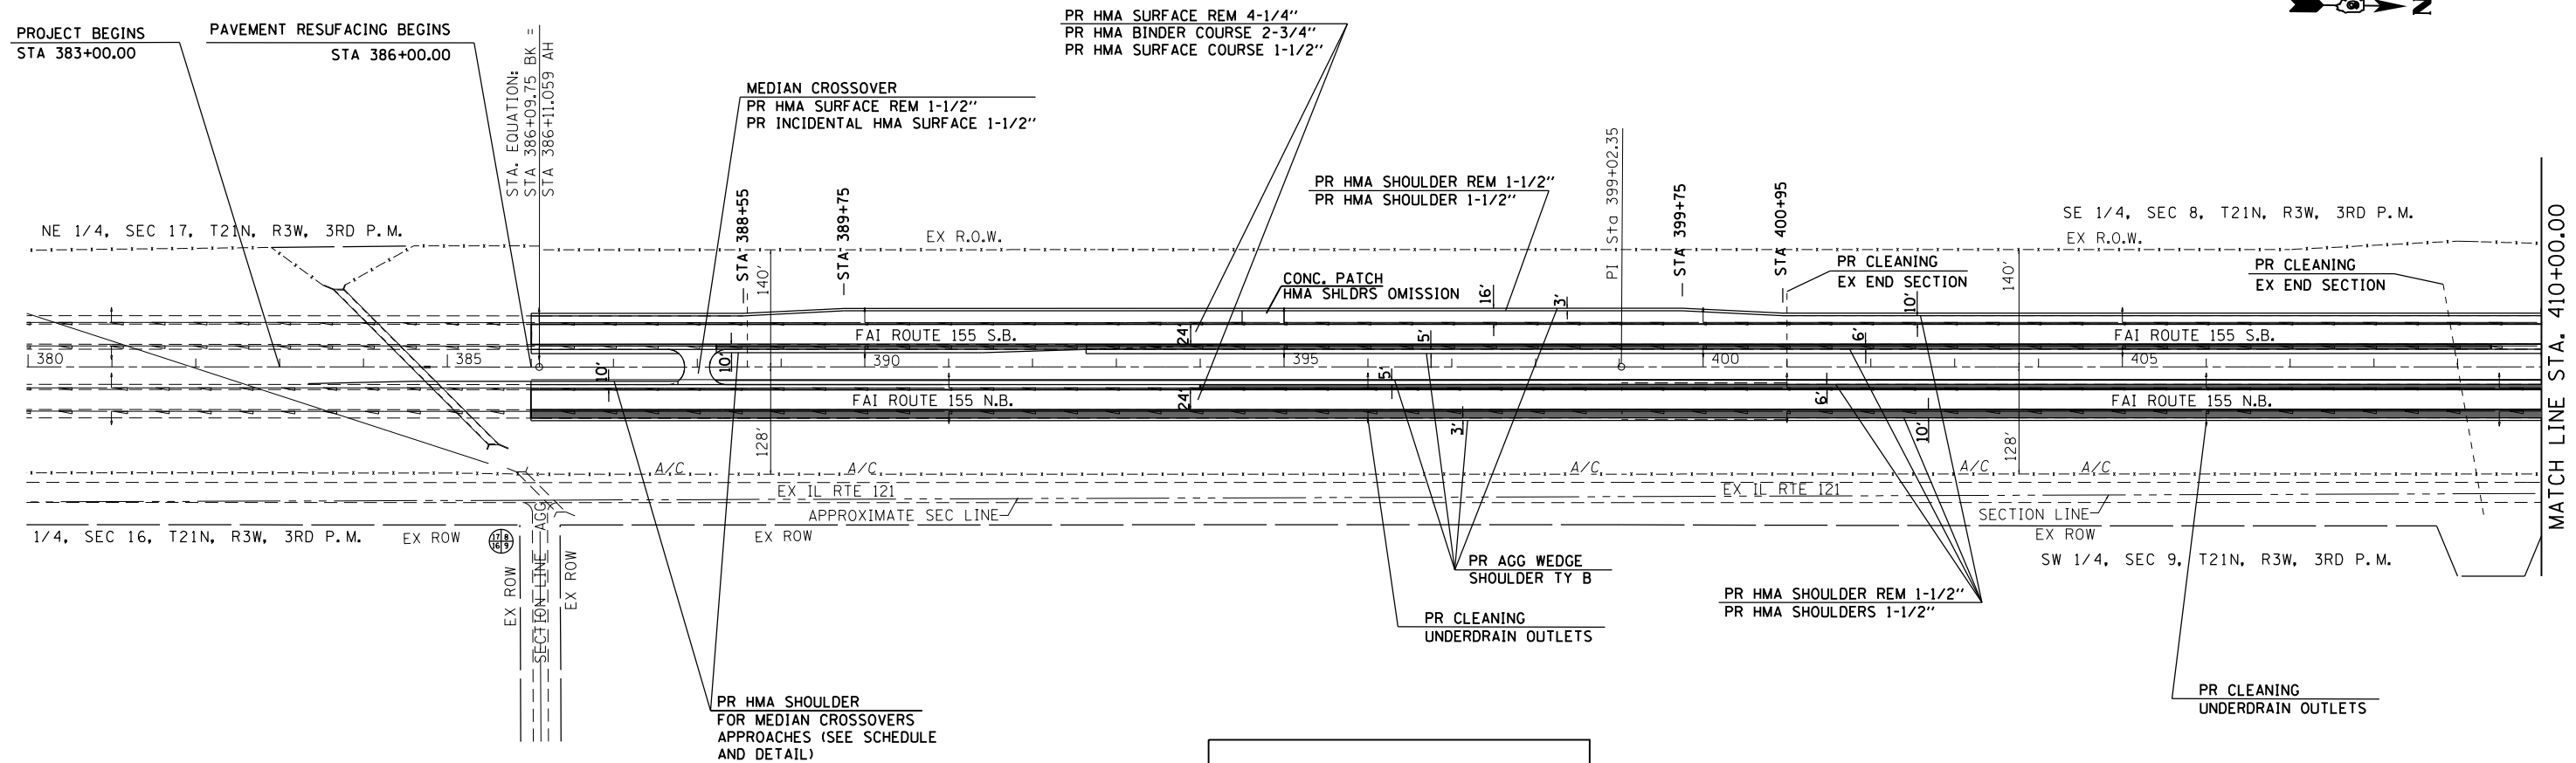 PROJECT BEGINS
STA 383+00.00
PAVEMENT RESUFACING BEGINS
STA 386+00.00
STA. EQUATION:
STA 386+09.75 BK =
STA 386+11.059 AH
MEDIAN CROSSOVER
PR HMA SURFACE REM 1-1/2"
PR INCIDENTAL HMA SURFACE 1-1/2"
PR HMA SURFACE REM 4-1/4"
PR HMA BINDER COURSE 2-3/4"
PR HMA SURFACE COURSE 1-1/2"
N
PR HMA SHOULDER REM 1-1/2"
PR HMA SHOULDER 1-1/2"
PI Sta 399+02.35
STA 388+55
STA 389+75
STA 399+75
STA 400+95
NE 1/4, SEC 17, T21N, R3W, 3RD P.M.
EX R.O.W.
SE 1/4, SEC 8, T21N, R3W, 3RD P.M.
EX R.O.W.
140'
CONC. PATCH
HMA SHLDRS OMISSION
16'
3'
PR CLEANING
EX END SECTION
10'
140'
PR CLEANING
EX END SECTION
MATCH LINE STA. 410+00.00
FAI ROUTE 155 S.B.
24'
5'
6'
FAI ROUTE 155 S.B.
380
385
10'
390
395
400
405
10'
5'
FAI ROUTE 155 N.B.
24'
6'
FAI ROUTE 155 N.B.
128'
3'
10'
128'
A/C
A/C
A/C
A/C
A/C
EX IL RTE 121
EX IL RTE 121
APPROXIMATE SEC LINE
SECTION LINE
1/4, SEC 16, T21N, R3W, 3RD P.M.
EX ROW
17 8
16 9
EX ROW
EX ROW
SW 1/4, SEC 9, T21N, R3W, 3RD P.M.
EX ROW
SECTION LINE
AGG
EX ROW
PR AGG WEDGE
SHOULDER TY B
PR HMA SHOULDER REM 1-1/2"
PR HMA SHOULDERS 1-1/2"
PR CLEANING
UNDERDRAIN OUTLETS
PR HMA SHOULDER
FOR MEDIAN CROSSOVERS
APPROACHES (SEE SCHEDULE
AND DETAIL)
PR CLEANING
UNDERDRAIN OUTLETS